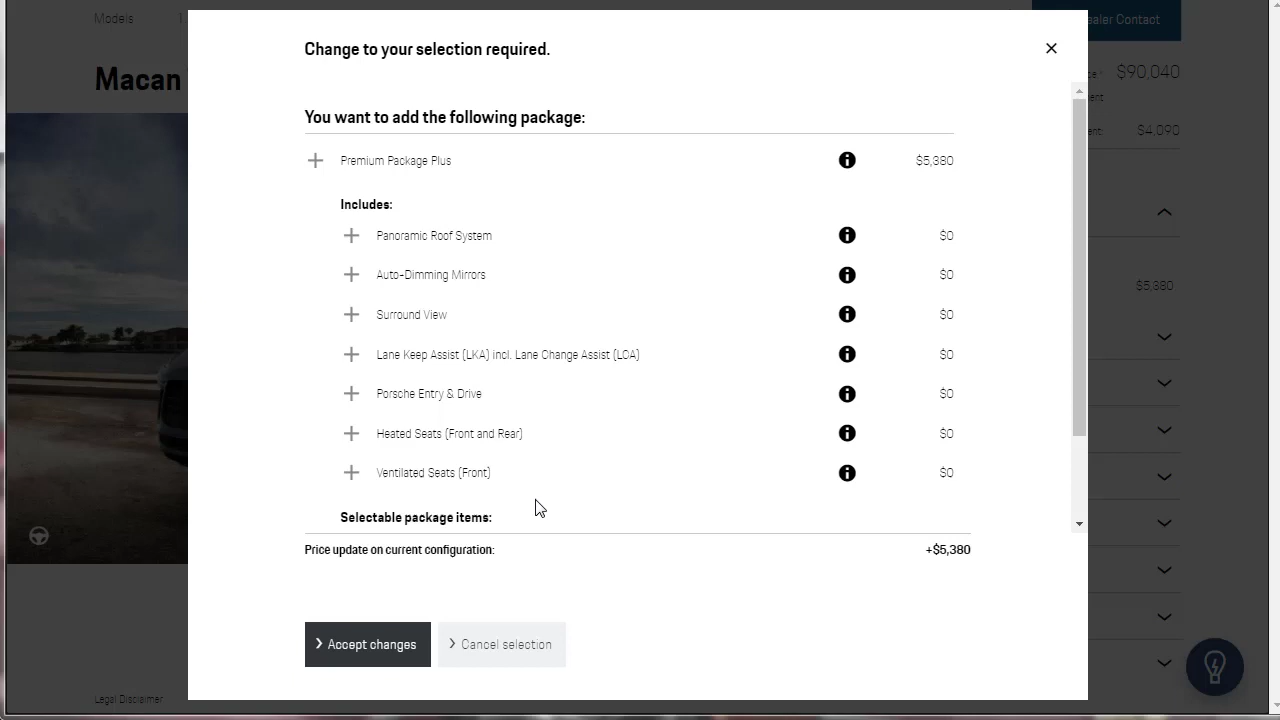 Models
ealer Contact
Change to your selection required.
Macan
$90,040
You want to add the following package:
$4,090
Premium Package Plus $5,380
Includes:
Panoramic Roof System $0
Auto-Dimming Mirrors $0
$5,380
Surround View $0
Lane Keep Assist (LKA) incl. Lane Change Assist (LCA) $0
Porsche Entry & Drive $0
Heated Seats (Front and Rear) $0
Ventilated Seats (Front) $0
Selectable package items:
Price update on current configuration: +$5,380
Accept changes Cancel selection
Legal Disclaimer